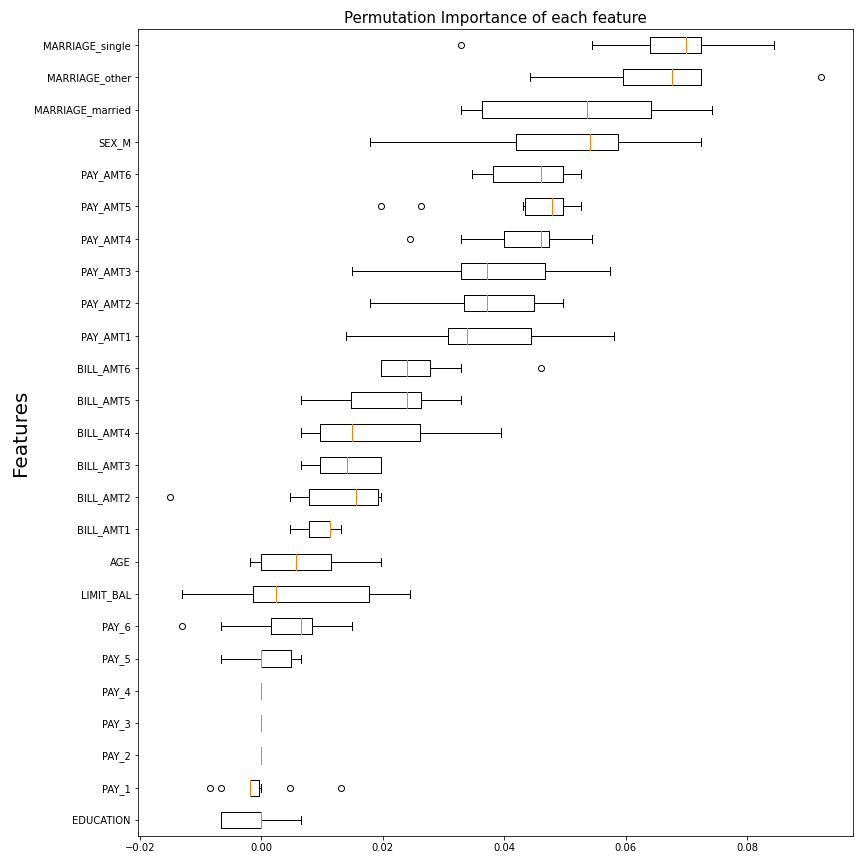 Permutation Importance of each feature
MARRIAGE_single
MARRIAGE_other
MARRIAGE_married
SEX_M
PAY_AMT6
PAY_AMT5
PAY_AMT4
PAY_AMT3
PAY_AMT2
PAY_AMT1
BILL_AMT6
BILL_AMT5
BILL_AMT4
BILL_AMT3
BILL_AMT2
BILL_AMT1
AGE
LIMIT_BAL
PAY_6
PAY_5
PAY_4
PAY_3
PAY_2
PAY_1
EDUCATION
Features
−0.02 0.00 0.02 0.04 0.06 0.08